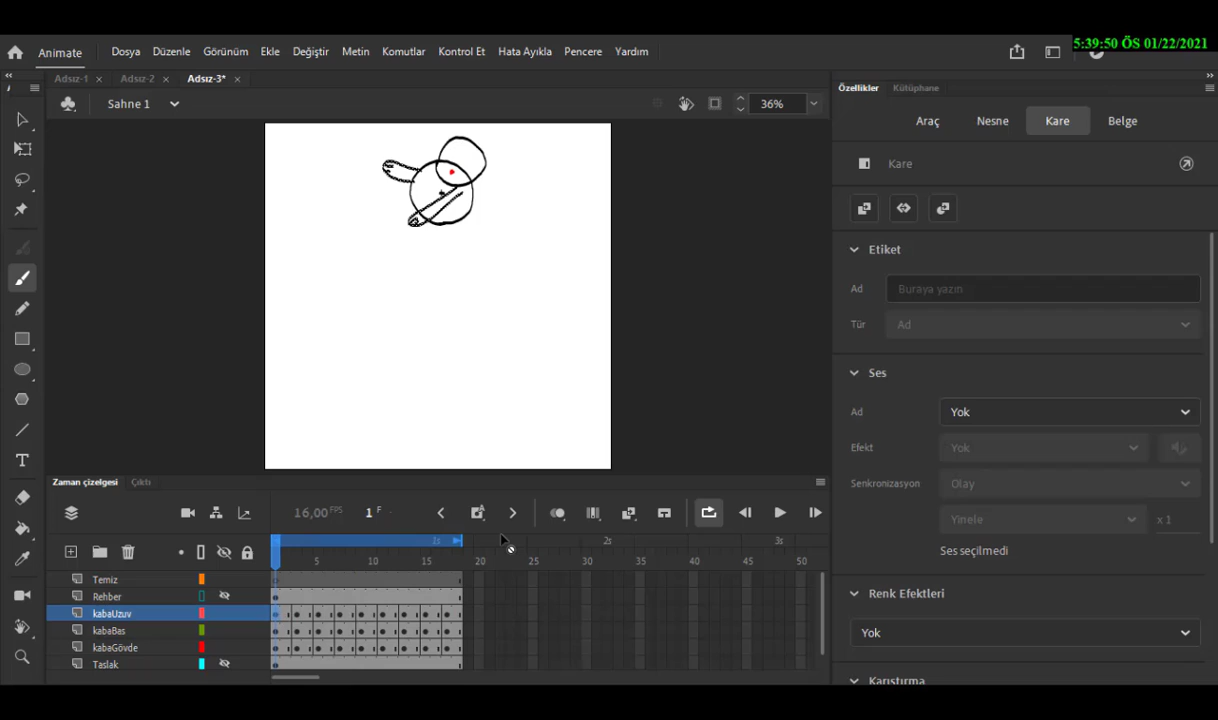 5:39:50 ÖS 01/22/2021
Animate Dosya Düzenle Görünüm Ekle Değiştir Metin Komutlar Kontrol Et Hata Ayıkla Pencere Yardım
Adsız-1 × Adsız-2 × Adsız-3* ×
Sahne 1
36%
Özellikler Kütüphane
Araç Nesne Kare Belge
Kare
Etiket
Ad Buraya yazın
Tür Ad
Ses
Ad Yok
Efekt Yok
Senkronizasyon Olay
Yinele x 1
Ses seçilmedi
Renk Efektleri
Yok
Karıştırma
Zaman çizelgesi Çıktı
16,00 FPS 1 F
1s 2s 3s
5 10 15 20 25 30 35 40 45 50
Temiz
Rehber
kabaUzuv
kabaBas
kabaGövde
Taslak